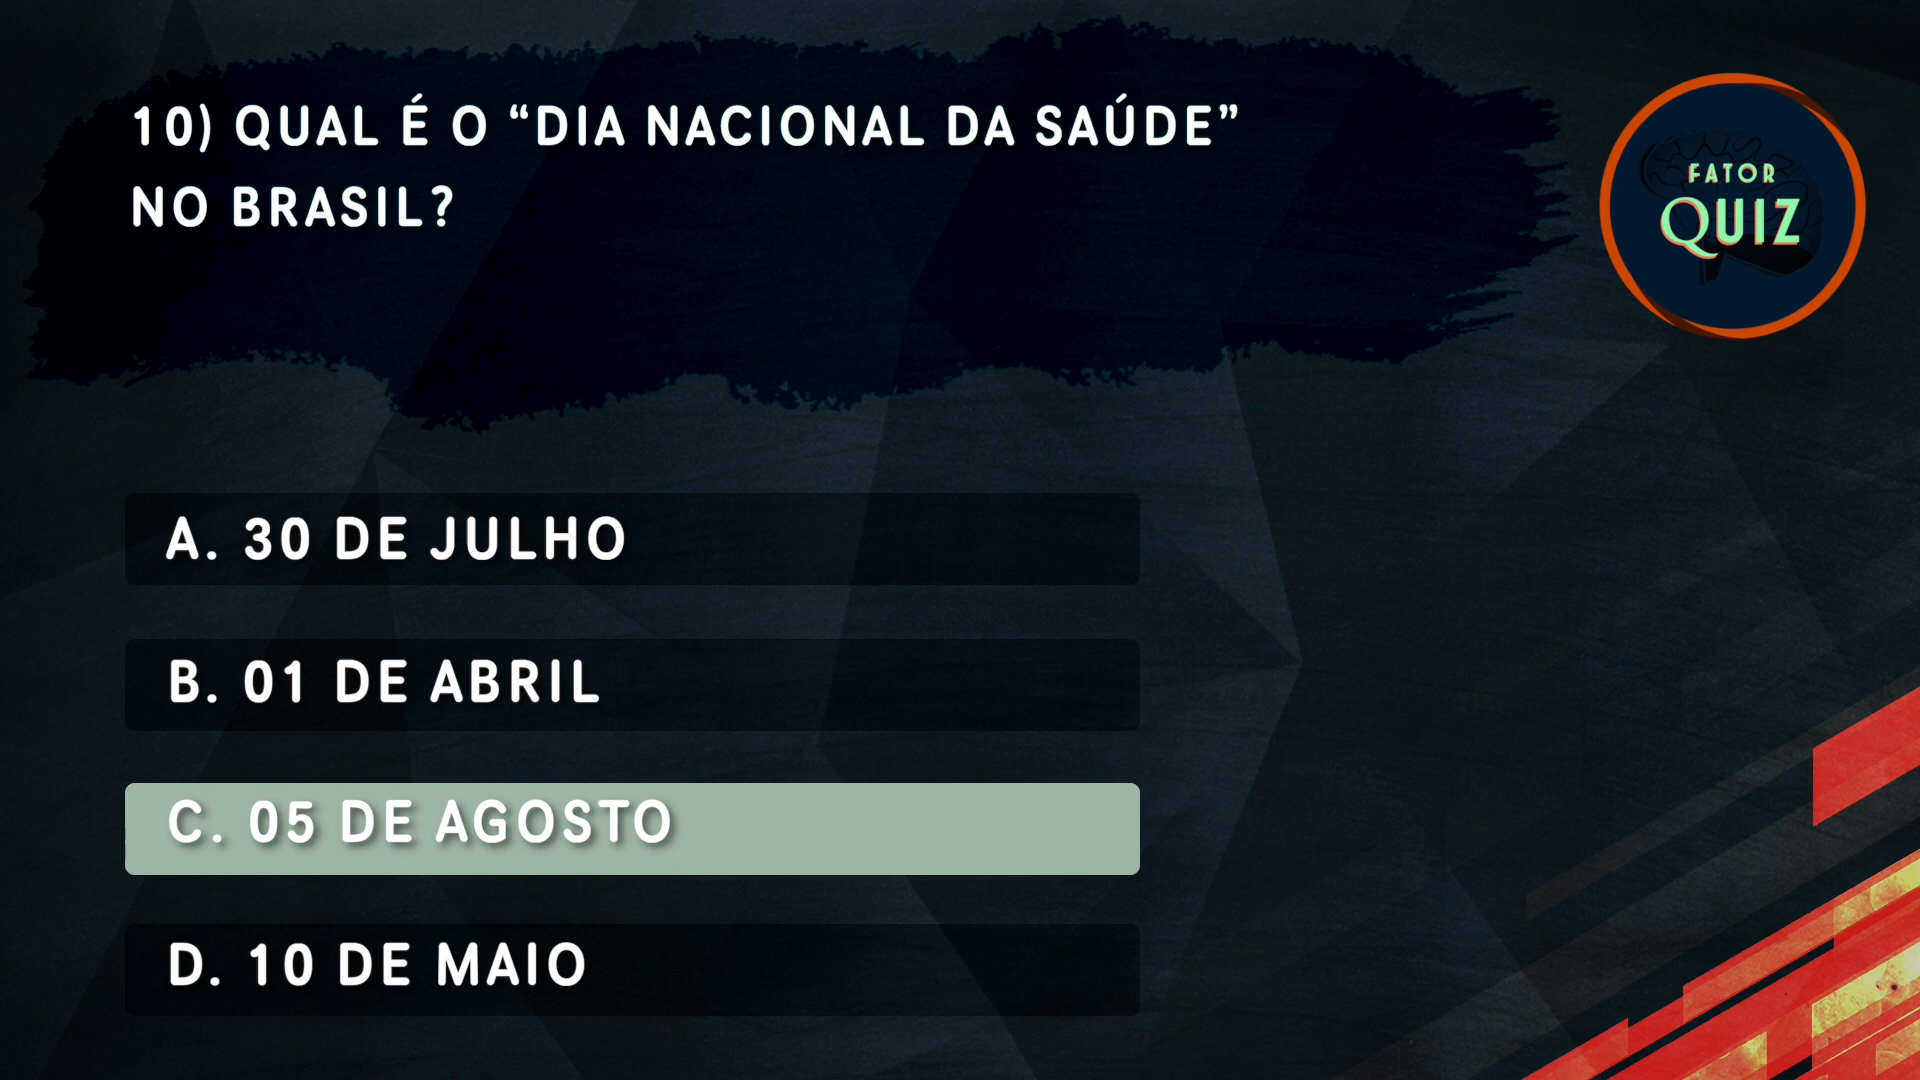 10) QUAL É O “DIA NACIONAL DA SAÚDE”
NO BRASIL?
FATOR
QUIZ
A. 30 DE JULHO
B. 01 DE ABRIL
C. 05 DE AGOSTO
D. 10 DE MAIO